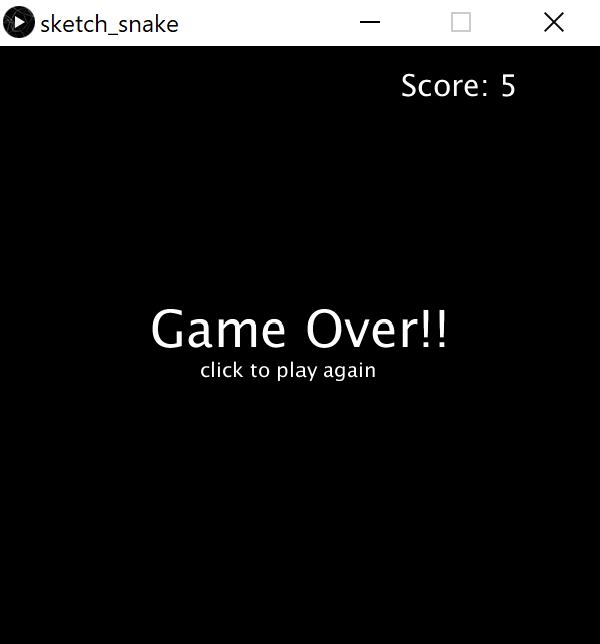 sketch_snake
Score: 5
Game Over!!
click to play again